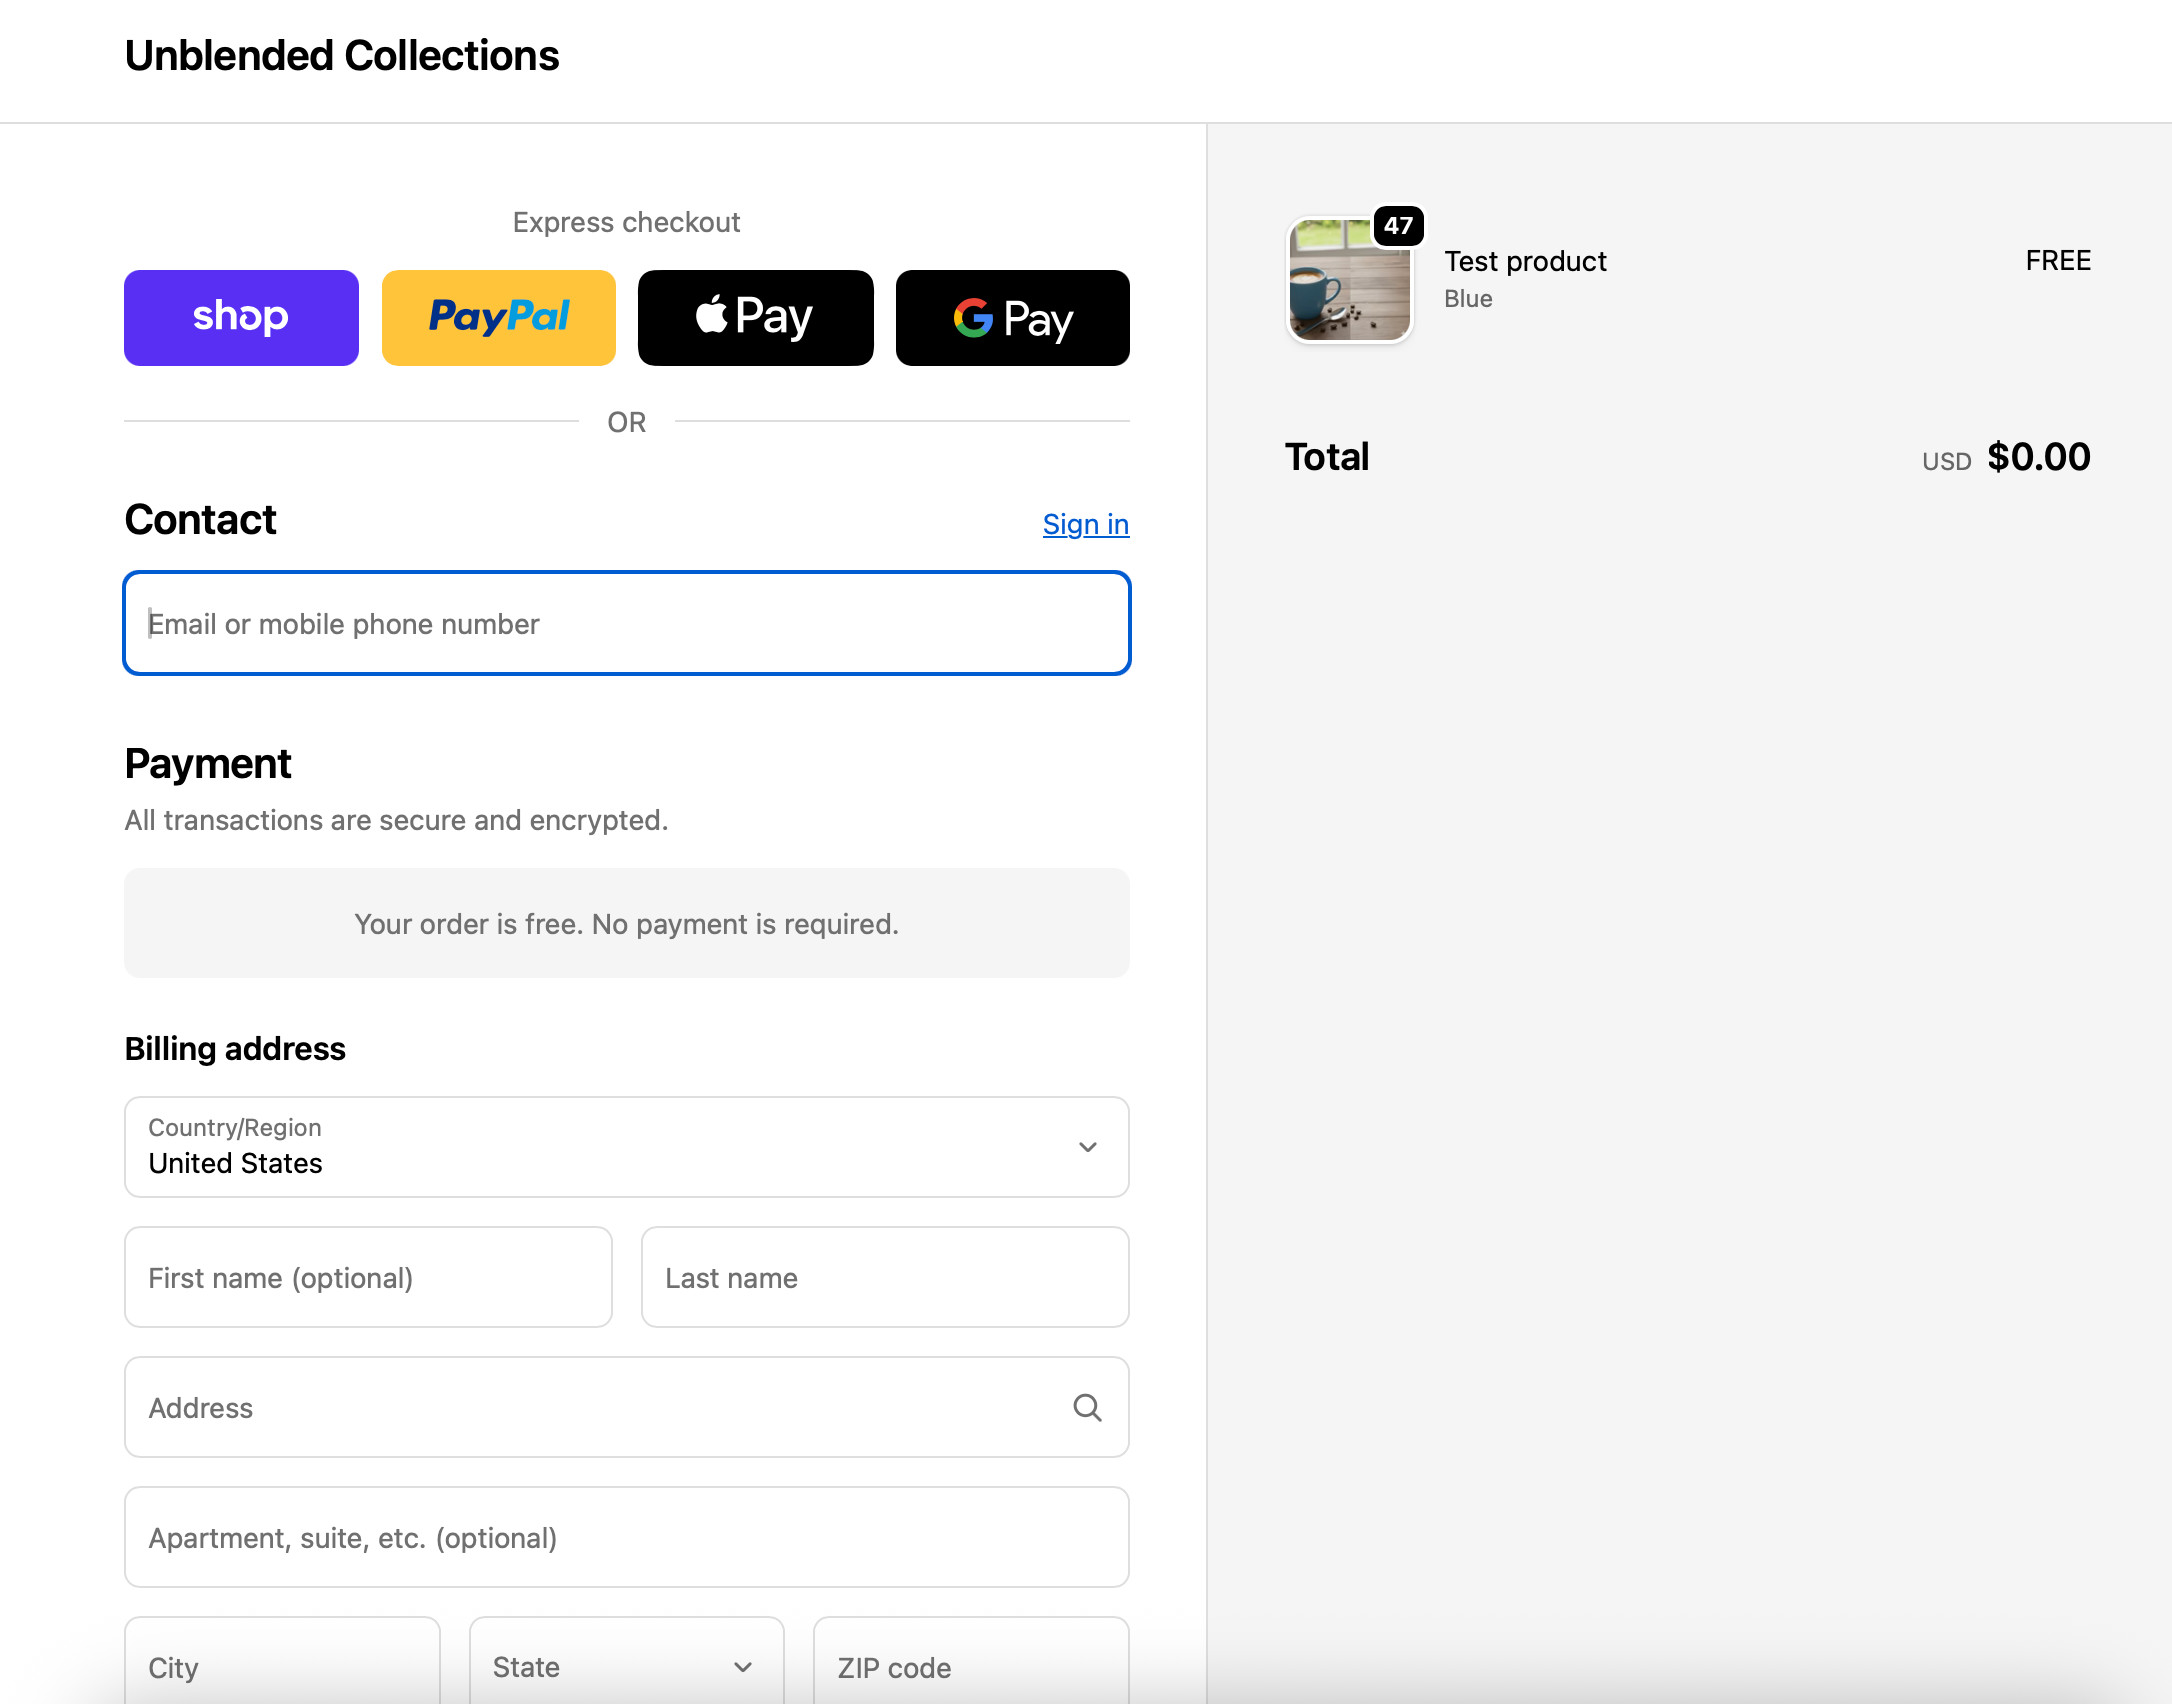 Unblended Collections
Express checkout
shop
PayPal
Pay
G Pay
OR
Contact
Sign in
Email or mobile phone number
Payment
All transactions are secure and encrypted.
Your order is free. No payment is required.
Billing address
Country/Region
United States
First name (optional)
Last name
Address
Apartment, suite, etc. (optional)
City
State
ZIP code
47
Test product
FREE
Blue
Total
USD $0.00